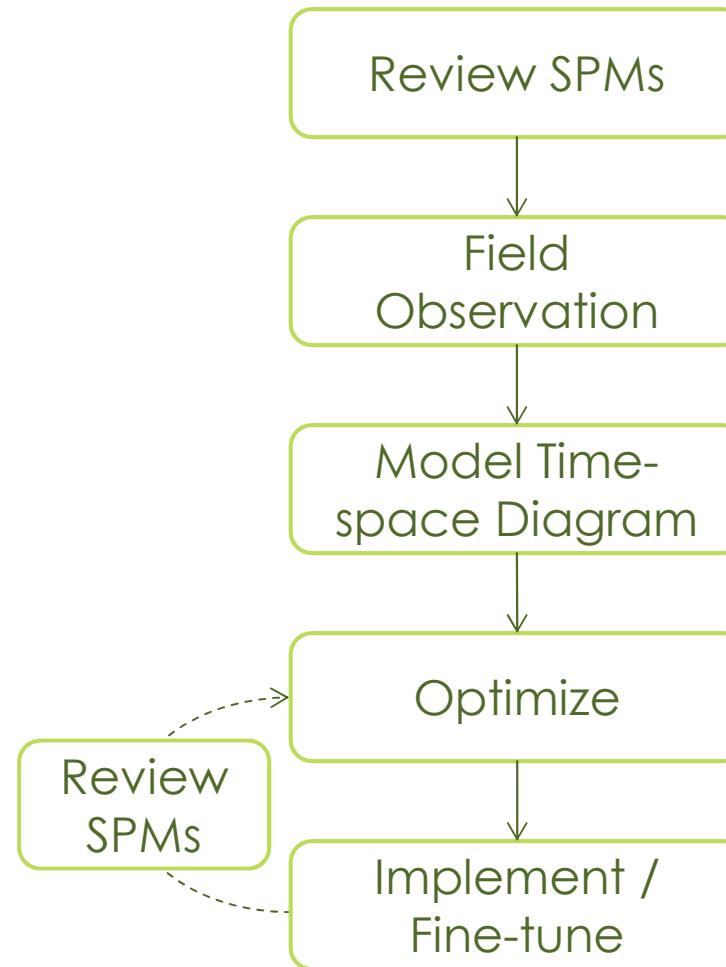 Review SPMs
Field
Observation
Model Time-
space Diagram
Optimize
Review
SPMs
Implement /
Fine-tune